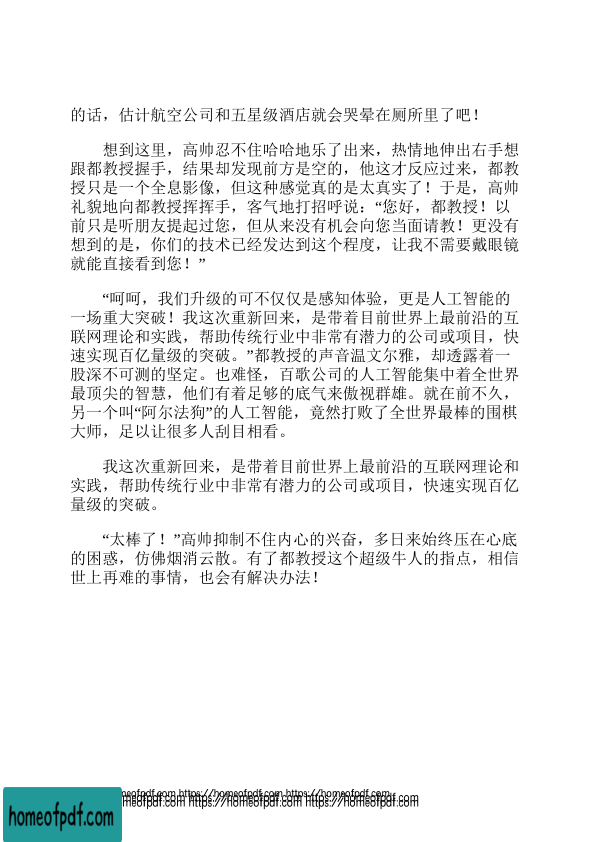 的话，估计航空公司和五星级酒店就会哭晕在厕所里了吧！
想到这里，高帅忍不住哈哈地乐了出来，热情地伸出右手想
跟都教授握手，结果却发现前方是空的，他这才反应过来，都教
授只是一个全息影像，但这种感觉真的是太真实了！于是，高帅
礼貌地向都教授挥挥手，客气地打招呼说：“您好，都教授！以
前只是听朋友提起过您，但从来没有机会向您当面请教！更没有
想到的是，你们的技术已经发达到这个程度，让我不需要戴眼镜
就能直接看到您！”
“呵呵，我们升级的可不仅仅是感知体验，更是人工智能的
一场重大突破！我这次重新回来，是带着目前世界上最前沿的互
联网理论和实践，帮助传统行业中非常有潜力的公司或项目，快
速实现百亿量级的突破。”都教授的声音温文尔雅，却透露着一
股深不可测的坚定。也难怪，百歌公司的人工智能集中着全世界
最顶尖的智慧，他们有着足够的底气来傲视群雄。就在前不久，
另一个叫“阿尔法狗”的人工智能，竟然打败了全世界最棒的围棋
大师，足以让很多人刮目相看。
我这次重新回来，是带着目前世界上最前沿的互联网理论和
实践，帮助传统行业中非常有潜力的公司或项目，快速实现百亿
量级的突破。
“太棒了！”高帅抑制不住内心的兴奋，多日来始终压在心底
的困惑，仿佛烟消云散。有了都教授这个超级牛人的指点，相信
世上再难的事情，也会有解决办法！
homeofpdf.com https://homeofpdf.com https://homeofpdf.com
homeofpdf.com https://homeofpdf.com https://homeofpdf.com
homeofpdf.com